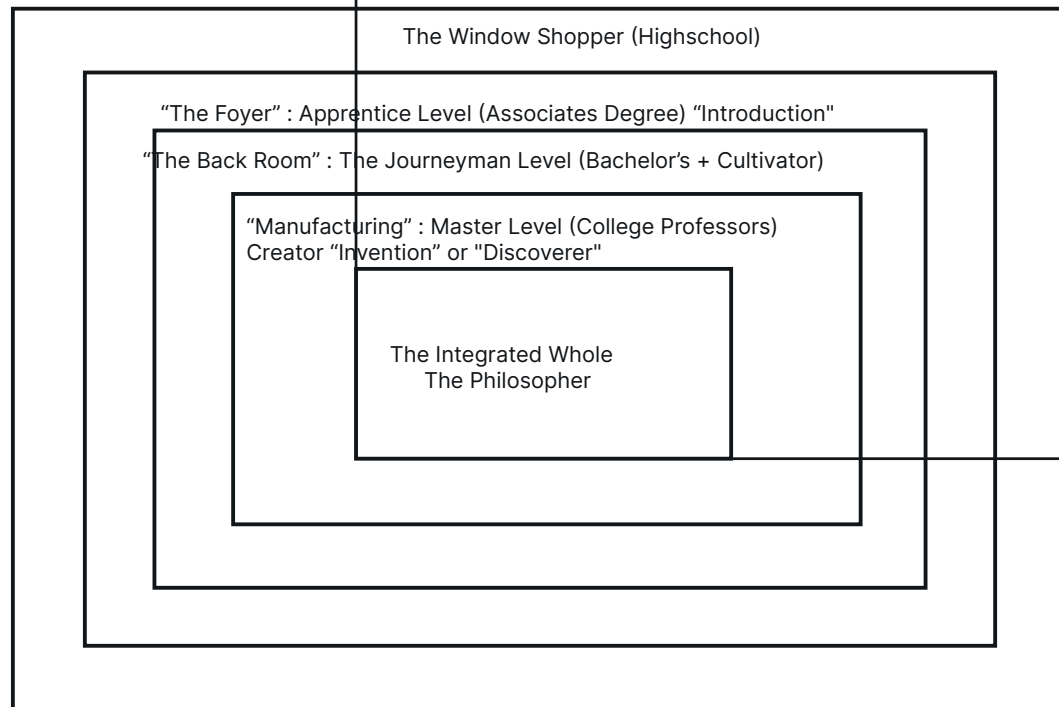 The Window Shopper (Highschool)
“The Foyer” : Apprentice Level (Associates Degree) “Introduction"
“The Back Room” : The Journeyman Level (Bachelor’s + Cultivator)
“Manufacturing” : Master Level (College Professors)
Creator “Invention” or "Discoverer"
The Integrated Whole
The Philosopher